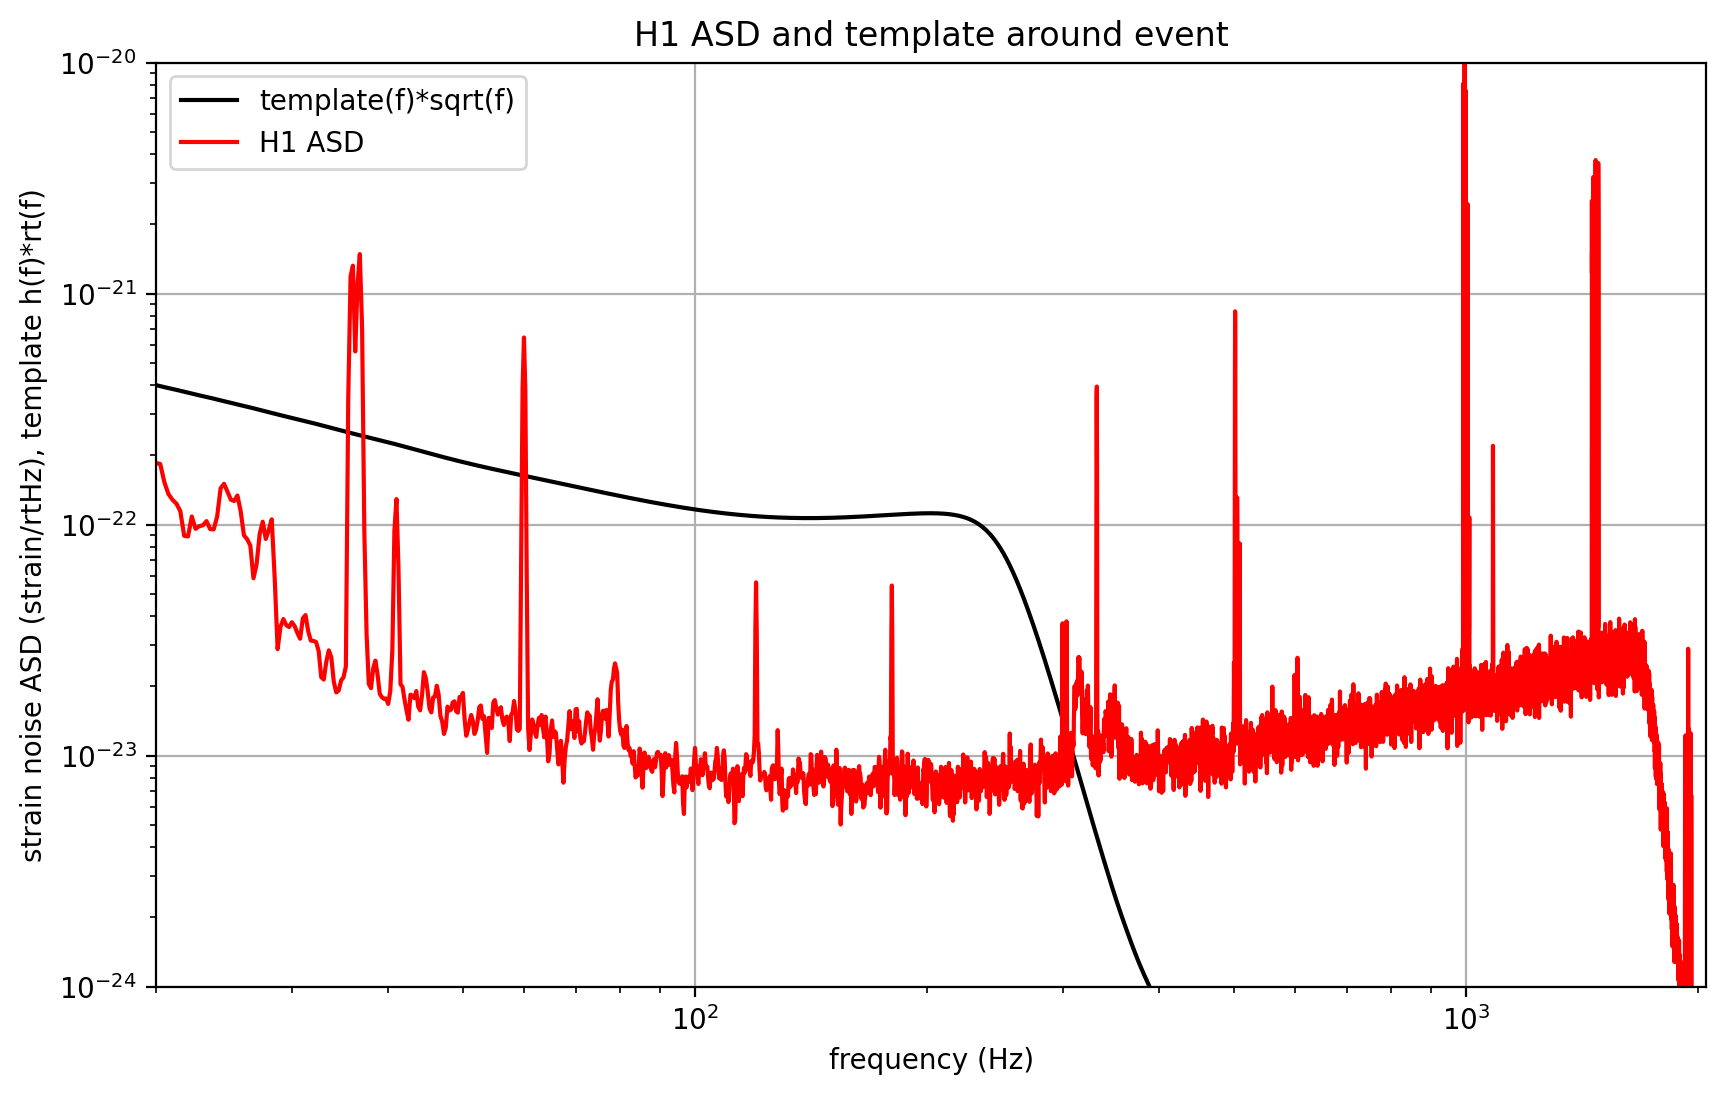 H1 ASD and template around event
template(f)*sqrt(f)
H1 ASD
strain noise ASD (strain/rtHz), template h(f)*rt(f)
10⁻²⁰
10⁻²¹
10⁻²²
10⁻²³
10⁻²⁴
10²
10³
frequency (Hz)